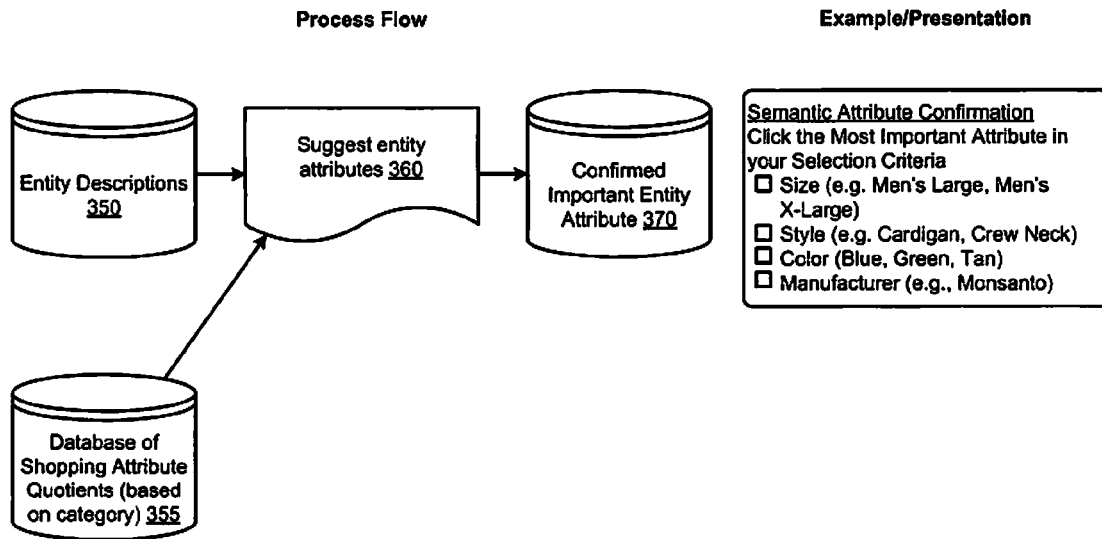 Process Flow
Example/Presentation
Entity Descriptions
350
Suggest entity
attributes 360
Confirmed
Important Entity
Attribute 370
Semantic Attribute Confirmation
Click the Most Important Attribute in
your Selection Criteria
Size (e.g. Men's Large, Men's
X-Large)
Style (e.g. Cardigan, Crew Neck)
Color (Blue, Green, Tan)
Manufacturer (e.g., Monsanto)
Database of
Shopping Attribute
Quotients (based
on category) 355